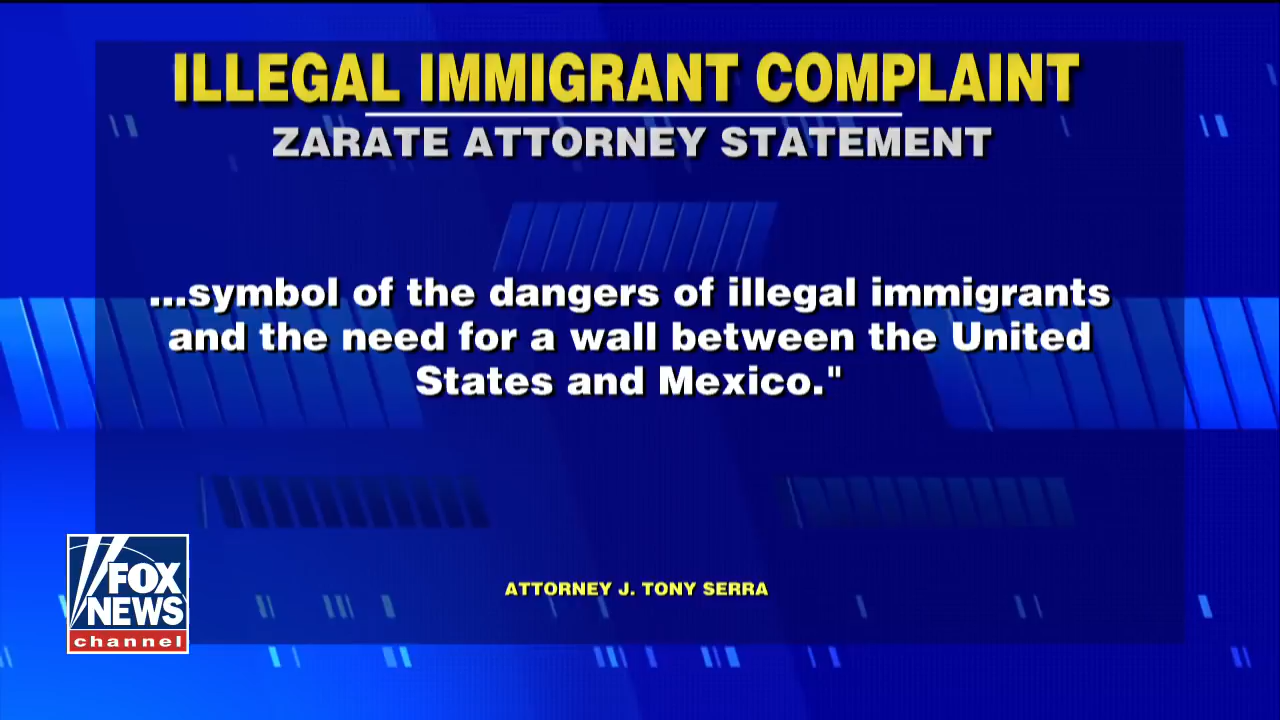 ILLEGAL IMMIGRANT COMPLAINT
ZARATE ATTORNEY STATEMENT
...symbol of the dangers of illegal immigrants
and the need for a wall between the United
States and Mexico."
ATTORNEY J. TONY SERRA
FOX
NEWS
channel